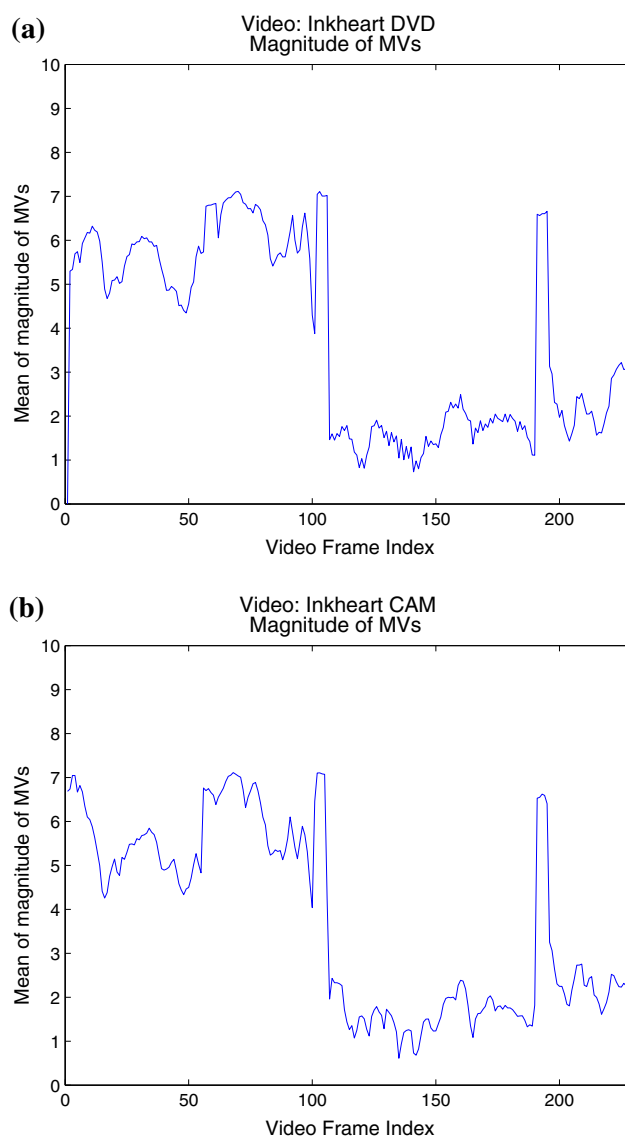 (a)
Video: Inkheart DVD
Magnitude of MVs
10
9
8
7
6
5
4
3
2
1
0
Mean of magnitude of MVs
0 50 100 150 200
Video Frame Index
(b)
Video: Inkheart CAM
Magnitude of MVs
10
9
8
7
6
5
4
3
2
1
0
Mean of magnitude of MVs
0 50 100 150 200
Video Frame Index